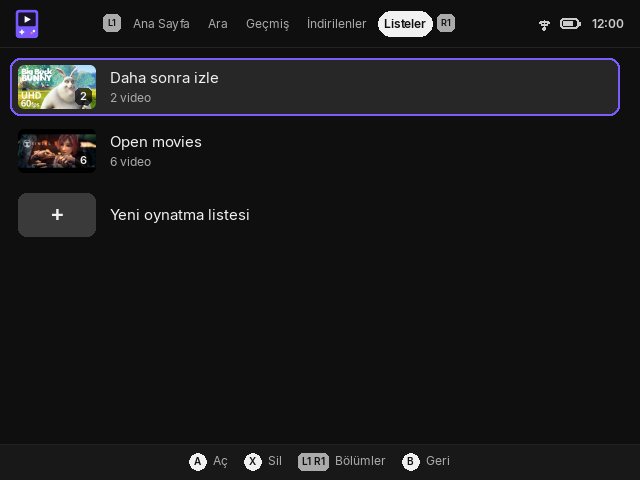 L1 Ana Sayfa Ara Geçmiş İndirilenler Listeler R1 12:00
Big Buck
BUNNY
UHD
60fps
2
Daha sonra izle
2 video
6
Open movies
6 video
+ Yeni oynatma listesi
A Aç X Sil L1 R1 Bölümler B Geri